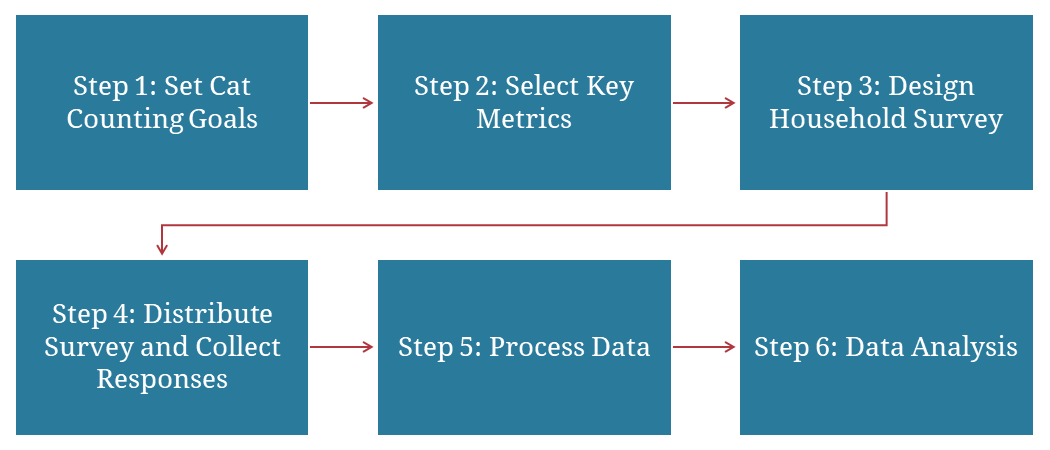 Step 1: Set Cat
Counting Goals
Step 2: Select Key
Metrics
Step 3: Design
Household Survey
Step 4: Distribute
Survey and Collect
Responses
Step 5: Process Data
Step 6: Data Analysis